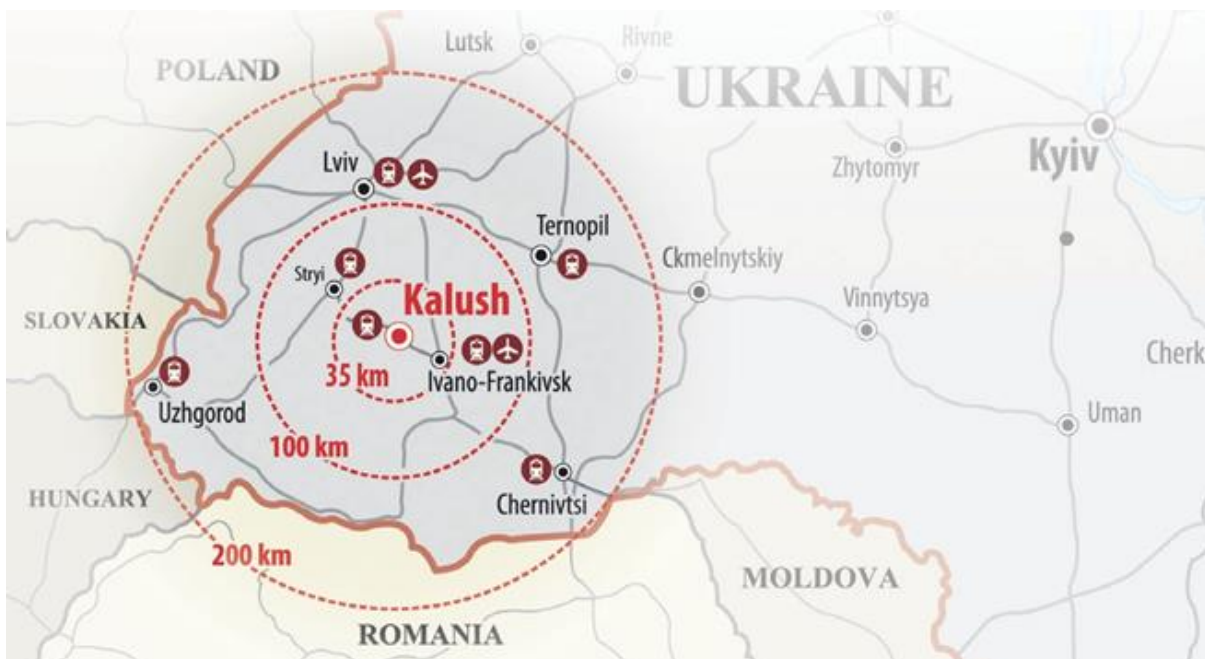 Lutsk
Rivne
POLAND
UKRAINE
Kyiv
Zhytomyr
Lviv
Ternopil
Ckmelnytskiy
Stryi
Kalush
Vinnytsya
SLOVAKIA
Cherk
35 km
Ivano-Frankivsk
Uzhgorod
Uman
100 km
HUNGARY
Chernivtsi
200 km
MOLDOVA
ROMANIA